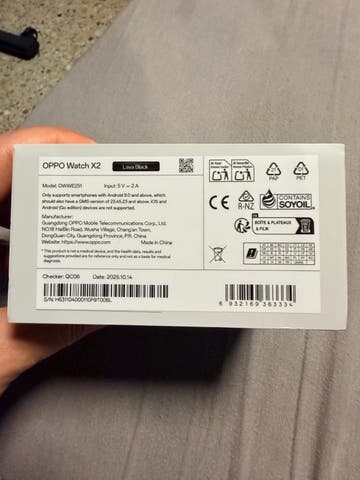 OPPO Watch X2
Lava Black
Model: OWWE251
Input: 5 V ⎓ 2 A
Only supports smartphones with Android 9.0 and above, which
should also have a GMS version of 23.45.23 and above. iOS and
Android (Go edition) devices are not supported.
Manufacturer:
Guangdong OPPO Mobile Telecommunications Corp., Ltd.
NO.18 HaiBin Road, Wusha Village, Chang'an Town,
DongGuan City, Guangdong Province, P.R. China
Website: https://www.oppo.com
Made in China
*This product is not a medical device, and the health data, results and
suggestions provided are for reference only and not as a basis for medical
diagnosis.
Checker: QC06
Date: 2025.10.14
S/N: H631104000110F9T00BL
PAP
PET
CE
R-NZ
CONTAINS
SOYOIL
FR
BOÎTE & PLATEAUX
& FILM
6 932169 363334